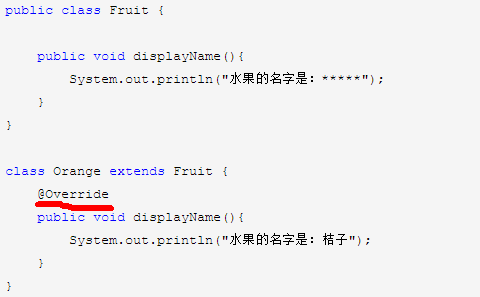 public class Fruit {
public void displayName(){
System.out.println("水果的名字是：*****");
}
}
class Orange extends Fruit {
@Override
public void displayName(){
System.out.println("水果的名字是：桔子");
}
}